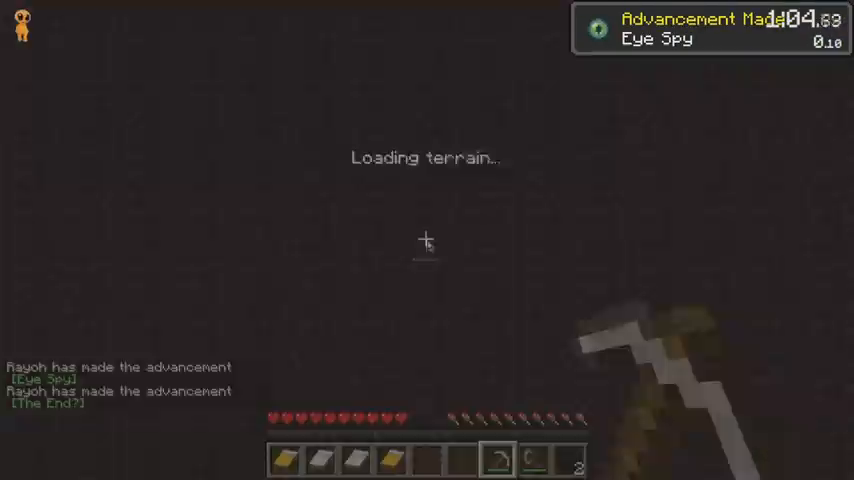 Advancement Made
1:04.89
Eye Spy
0.10
Loading terrain...
Rayoh has made the advancement
[Eye Spy]
Rayoh has made the advancement
[The End?]
2